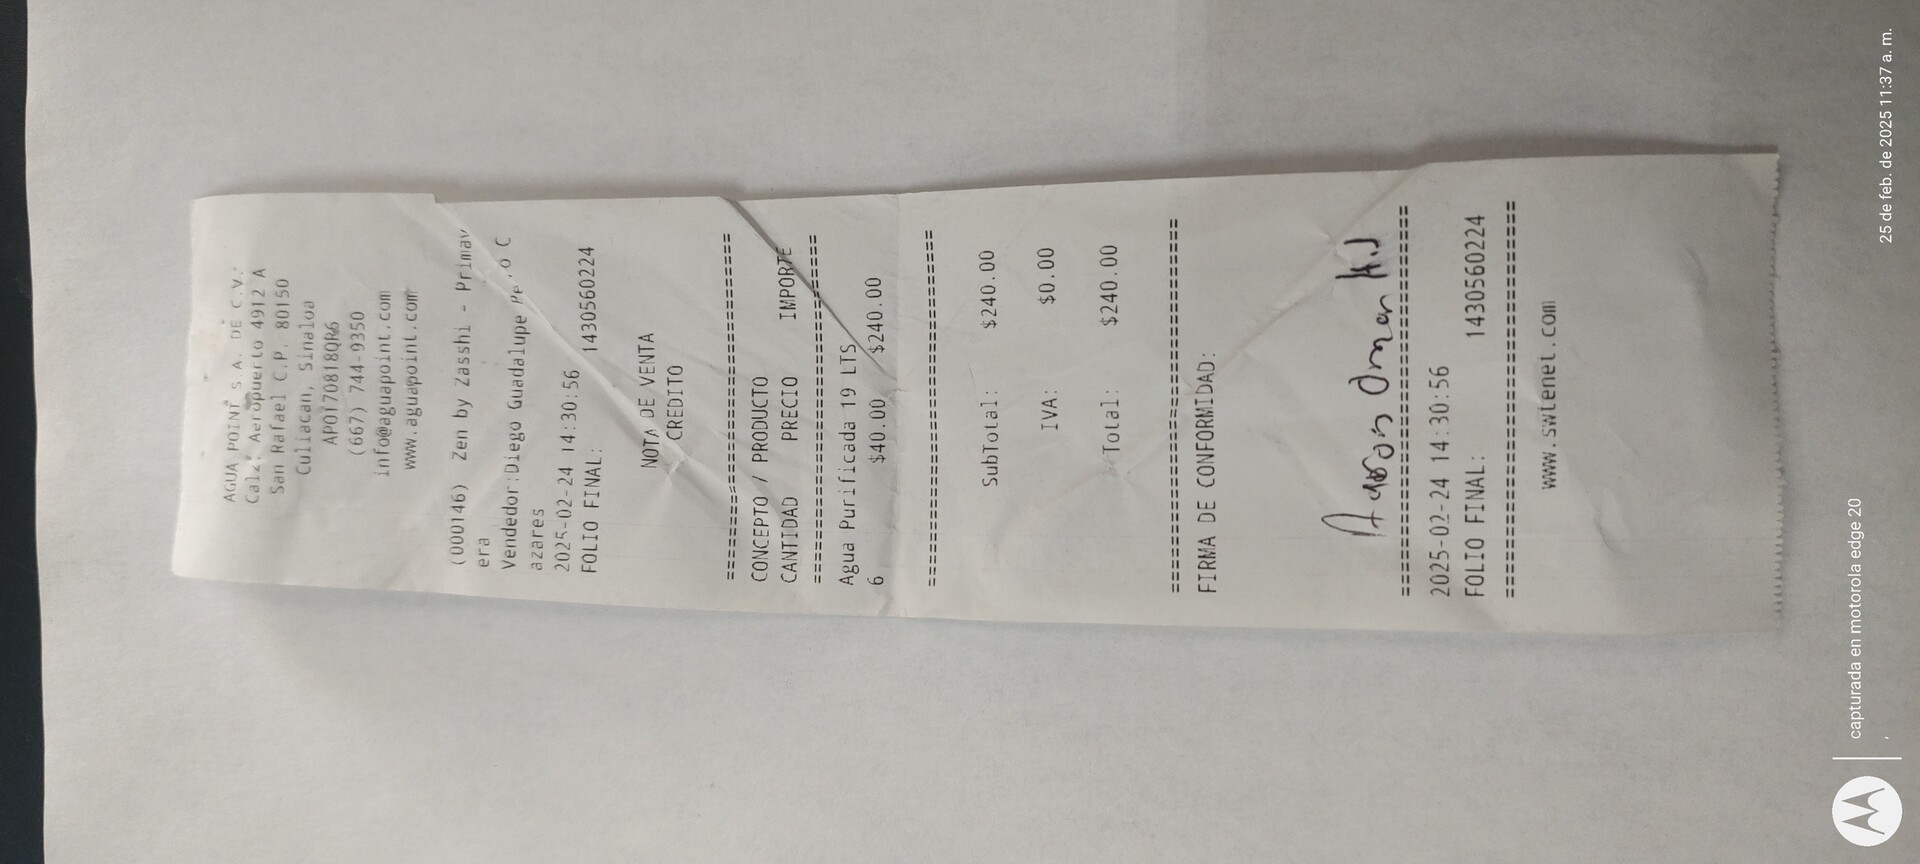 AGUA POINT S.A. DE C.V.
Calz. Aeropuerto 4912 A
San Rafael C.P. 80150
Culiacan, Sinaloa
APO170818QR6
(667) 744-9350
info@aguapoint.com
www.aguapoint.com
(000146) Zen by Zasshi - Primav
era
Vendedor:Diego Guadalupe C
azares
2025-02-24 14:30:56
FOLIO FINAL: 1430560224
NOTA DE VENTA
CREDITO
==============================
CONCEPTO / PRODUCTO
CANTIDAD PRECIO IMPORTE
==============================
Agua Purificada 19 LTS
6 $40.00 $240.00
==============================
SubTotal: $240.00
IVA: $0.00
Total: $240.00
==============================
FIRMA DE CONFORMIDAD:
Omar
==============================
2025-02-24 14:30:56
FOLIO FINAL: 1430560224
==============================
www.swienet.com
capturada en motorola edge 20
,
25 de feb. de 2025 11:37 a. m.